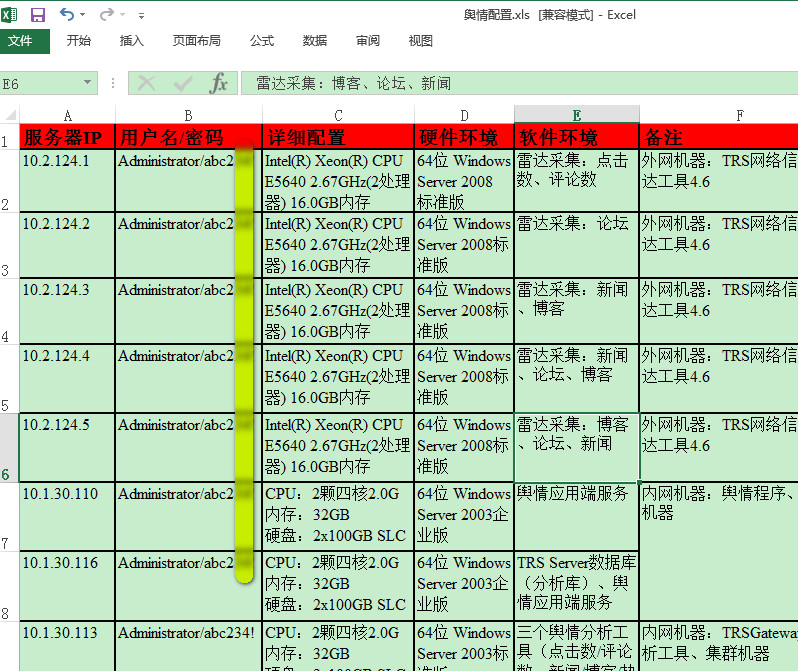 舆情配置.xls [兼容模式] - Excel
文件 开始 插入 页面布局 公式 数据 审阅 视图
E6 fx 雷达采集：博客、论坛、新闻
A B C D E F
1 服务器IP 用户名/密码 详细配置 硬件环境 软件环境 备注
10.2.124.1 Administrator/abc2 Intel(R) Xeon(R) CPU 64位 Windows 雷达采集：点击 外网机器：TRS网络信
E5640 2.67GHz(2处理 Server 2008 数、评论数 达工具4.6
2 器) 16.0GB内存 标准版
10.2.124.2 Administrator/abc2 Intel(R) Xeon(R) CPU 64位 Windows 雷达采集：论坛 外网机器：TRS网络信
E5640 2.67GHz(2处理 Server 2008标 达工具4.6
3 器) 16.0GB内存 准版
10.2.124.3 Administrator/abc2 Intel(R) Xeon(R) CPU 64位 Windows 雷达采集：新闻 外网机器：TRS网络信
E5640 2.67GHz(2处理 Server 2008标 、博客 达工具4.6
4 器) 16.0GB内存 准版
10.2.124.4 Administrator/abc2 Intel(R) Xeon(R) CPU 64位 Windows 雷达采集：新闻 外网机器：TRS网络信
E5640 2.67GHz(2处理 Server 2008标 、论坛、博客 达工具4.6
5 器) 16.0GB内存 准版
10.2.124.5 Administrator/abc2 Intel(R) Xeon(R) CPU 64位 Windows 雷达采集：博客 外网机器：TRS网络信
E5640 2.67GHz(2处理 Server 2008标 、论坛、新闻 达工具4.6
6 器) 16.0GB内存 准版
10.1.30.110 Administrator/abc2 CPU：2颗四核2.0G 64位 Windows 舆情应用端服务 内网机器：舆情程序、
内存：32GB Server 2003企 机器
7 硬盘：2x100GB SLC 业版
10.1.30.116 Administrator/abc2 CPU：2颗四核2.0G 64位 Windows TRS Server数据库
内存：32GB Server 2003企 （分析库）、舆
8 硬盘：2x100GB SLC 业版 情应用端服务
10.1.30.113 Administrator/abc234! CPU：2颗四核2.0G 64位 Windows 三个舆情分析工 内网机器：TRSGateway
内存：32GB Server 2003标 具（点击数/评论 析工具、集群机器